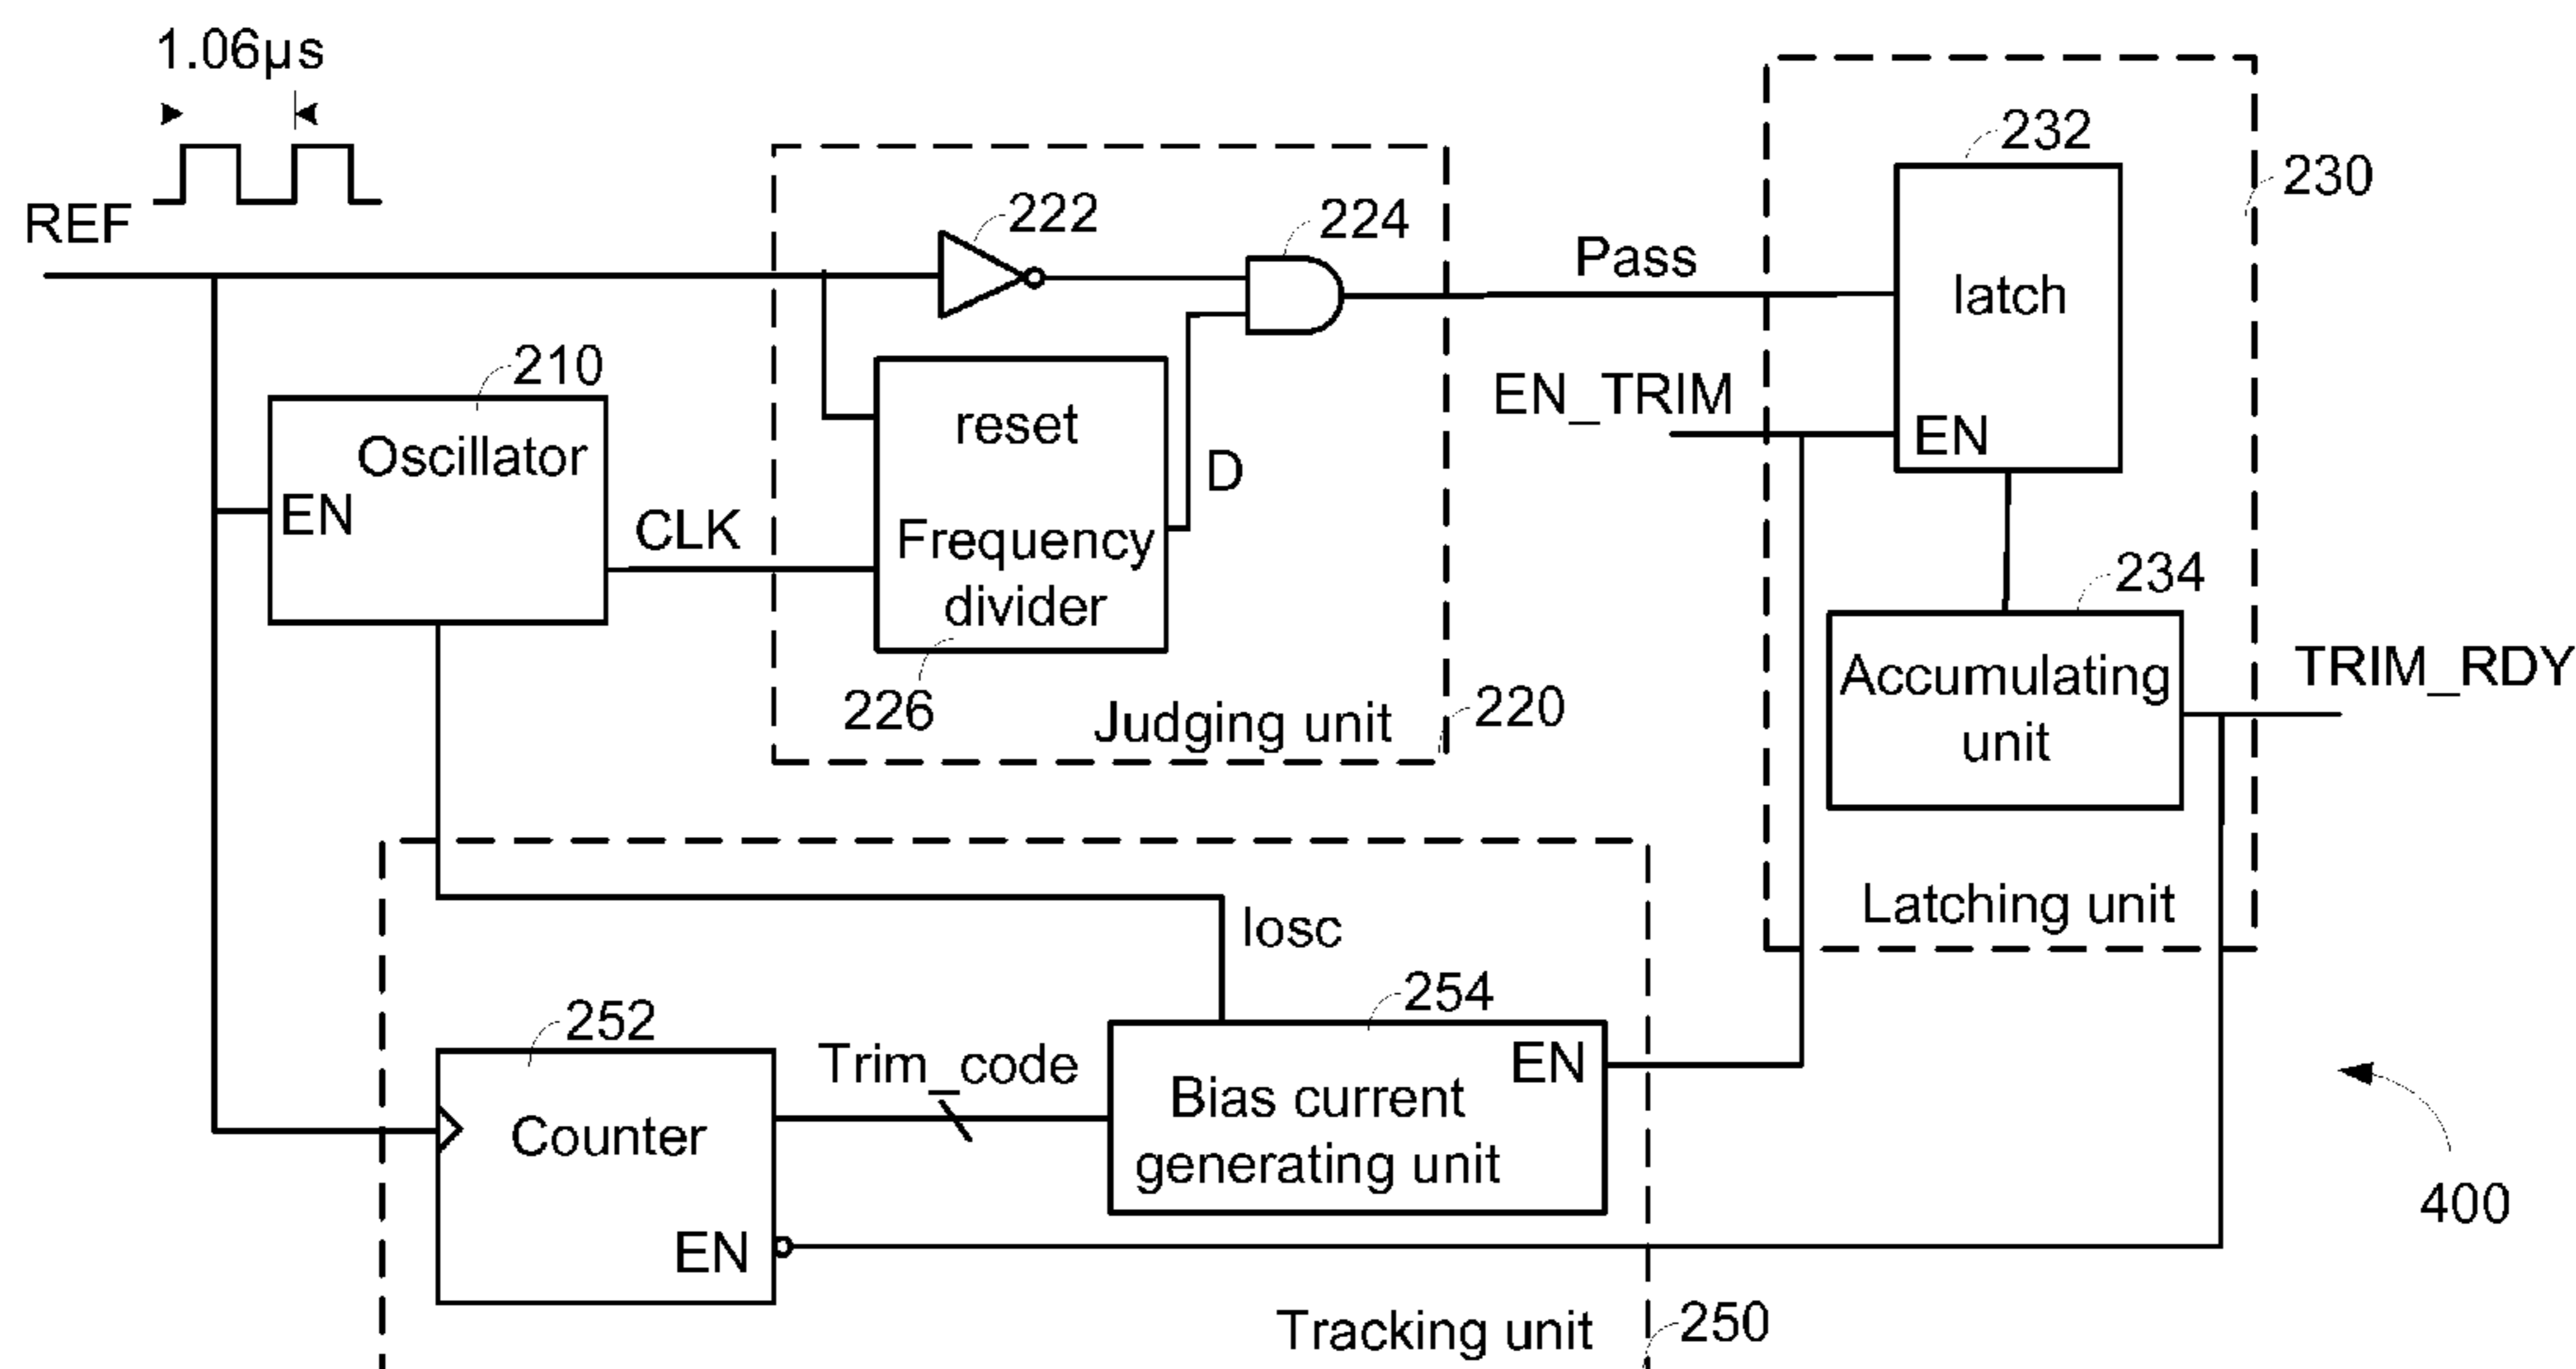 1.06µs
REF
222
224
232
230
Pass
latch
210
Oscillator
EN
CLK
reset
Frequency
divider
226
D
Judging unit
220
EN_TRIM
EN
234
Accumulating
unit
TRIM_RDY
Latching unit
Iosc
252
Counter
EN
Trim_code
254
EN
Bias current
generating unit
400
Tracking unit
250